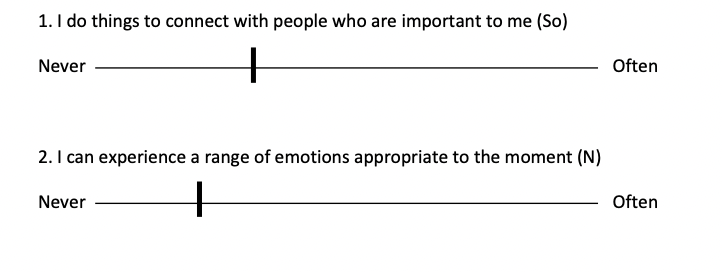 1. I do things to connect with people who are important to me (So)
Never Often
2. I can experience a range of emotions appropriate to the moment (N)
Never Often